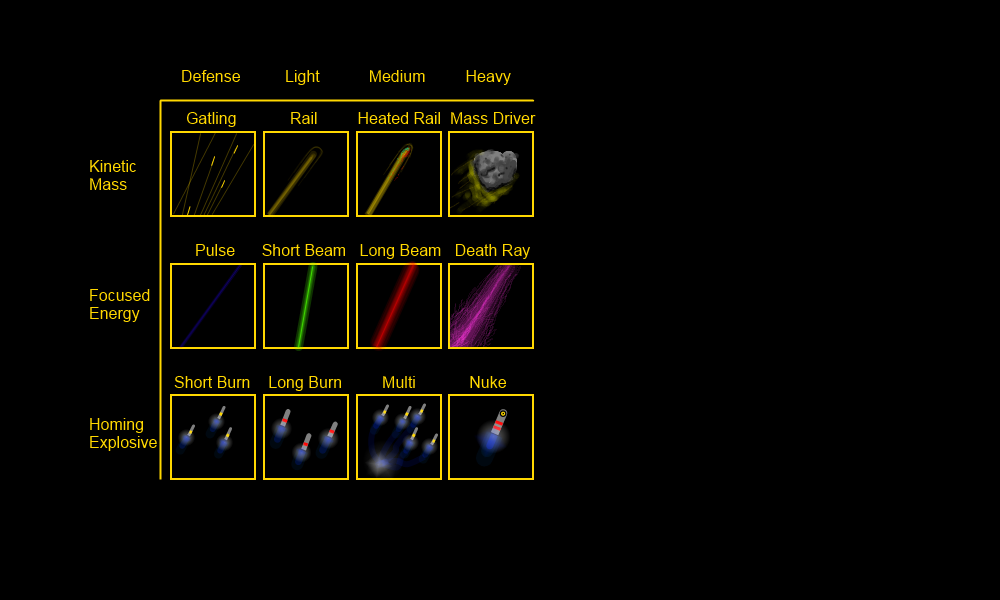 Defense Light Medium Heavy
Gatling Rail Heated Rail Mass Driver
Kinetic
Mass
Pulse Short Beam Long Beam Death Ray
Focused
Energy
Short Burn Long Burn Multi Nuke
Homing
Explosive